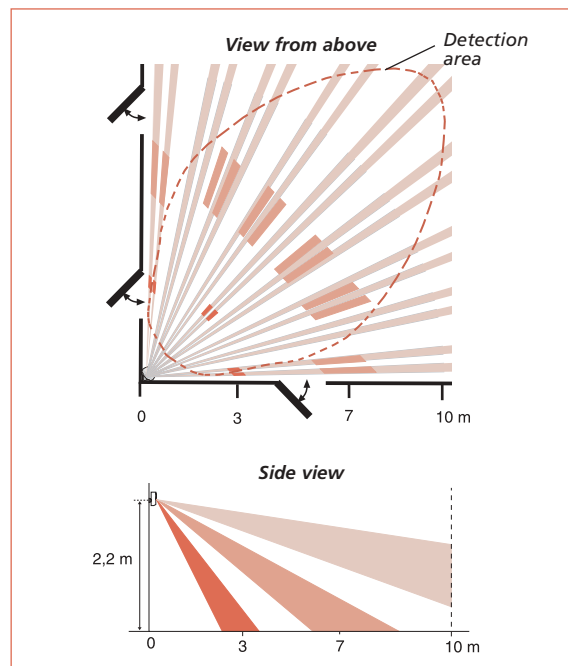 View from above
Detection
area
0
3
7
10 m
Side view
2,2 m
0
3
7
10 m